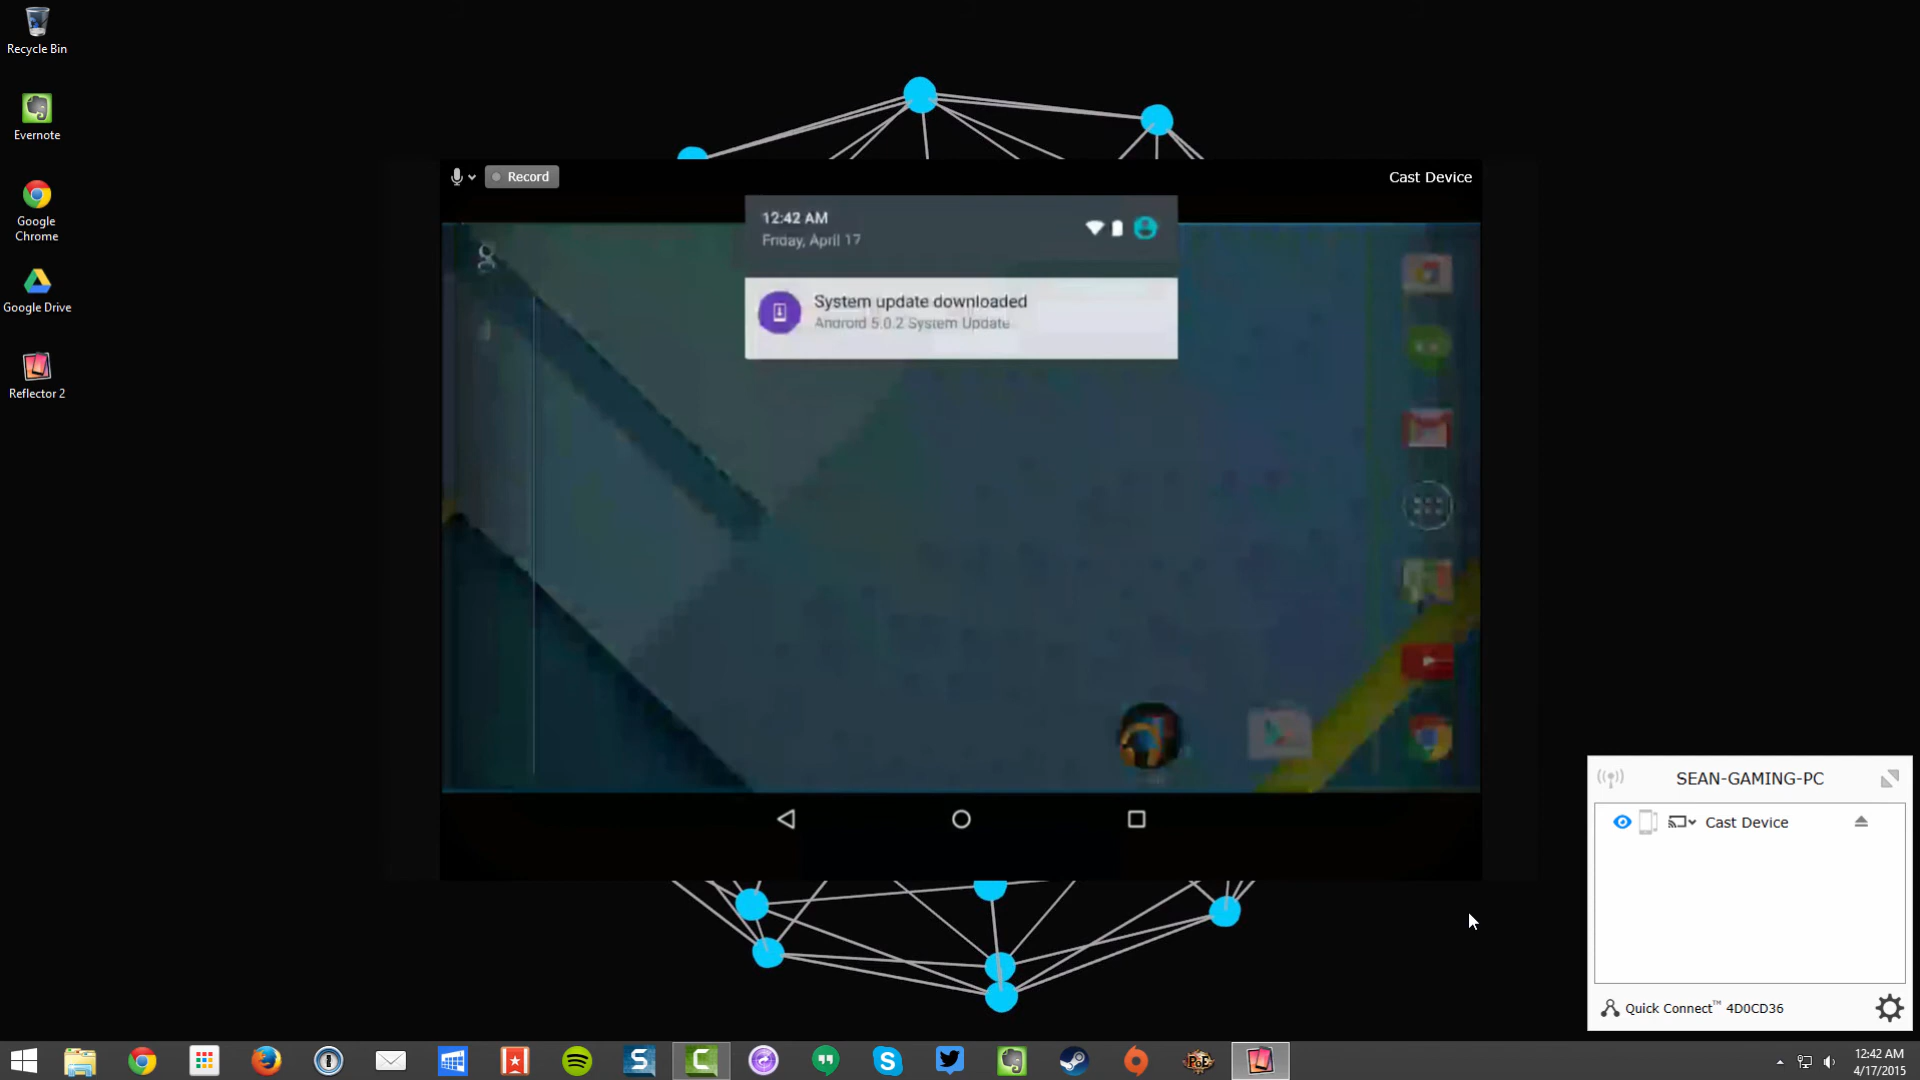 Recycle Bin
Evernote
Google
Chrome
Google Drive
Reflector 2
Record
Cast Device
12:42 AM
Friday, April 17
System update downloaded
Android 5.0.2 System Update
SEAN-GAMING-PC
Cast Device
Quick Connect™ 4D0CD36
PoE
12:42 AM
4/17/2015